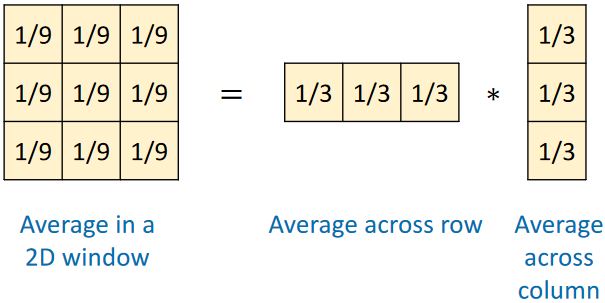 1/9 1/9 1/9
1/9 1/9 1/9 = 1/3 1/3 1/3 * 1/3
1/9 1/9 1/9
1/3
1/3
Average in a
2D window
Average across row
Average
across
column